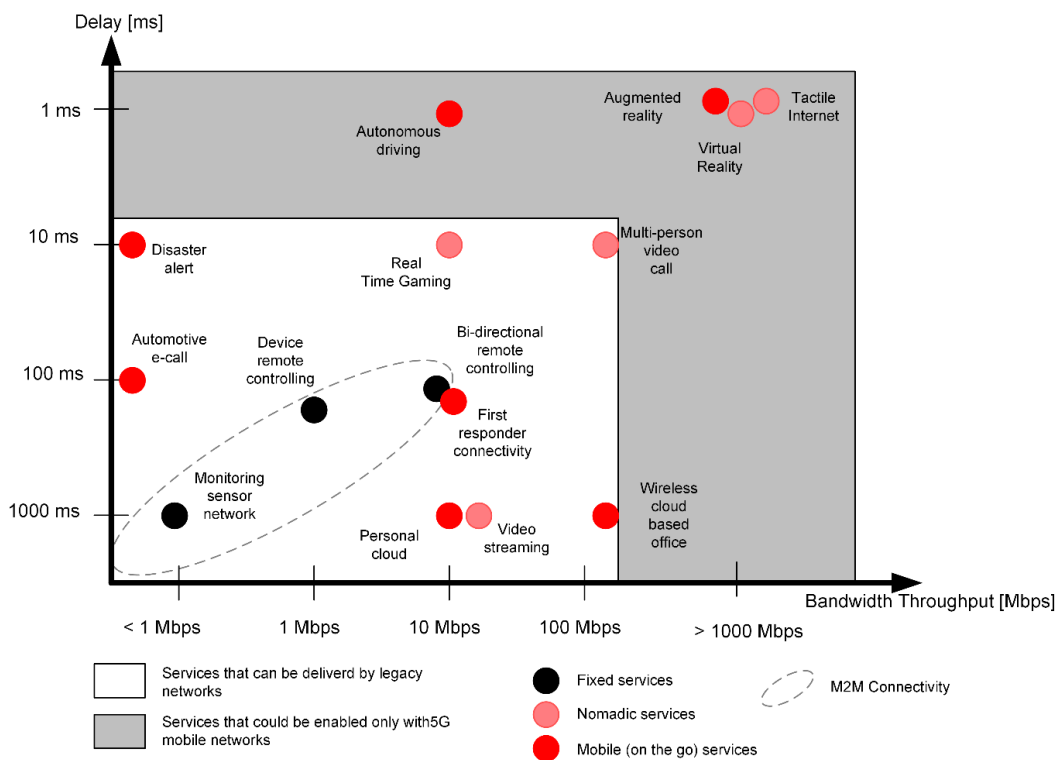 Delay [ms]
1 ms
Augmented
reality
Tactile
Internet
Autonomous
driving
Virtual
Reality
10 ms
Disaster
alert
Real
Time Gaming
Multi-person
video
call
Automotive
e-call
Device
remote
controlling
Bi-directional
remote
controlling
100 ms
First
responder
connectivity
Monitoring
sensor
network
1000 ms
Personal
cloud
Video
streaming
Wireless
cloud
based
office
Bandwidth Throughput [Mbps]
< 1 Mbps
1 Mbps
10 Mbps
100 Mbps
> 1000 Mbps
Services that can be deliverd by legacy
networks
Services that could be enabled only with5G
mobile networks
Fixed services
Nomadic services
Mobile (on the go) services
M2M Connectivity